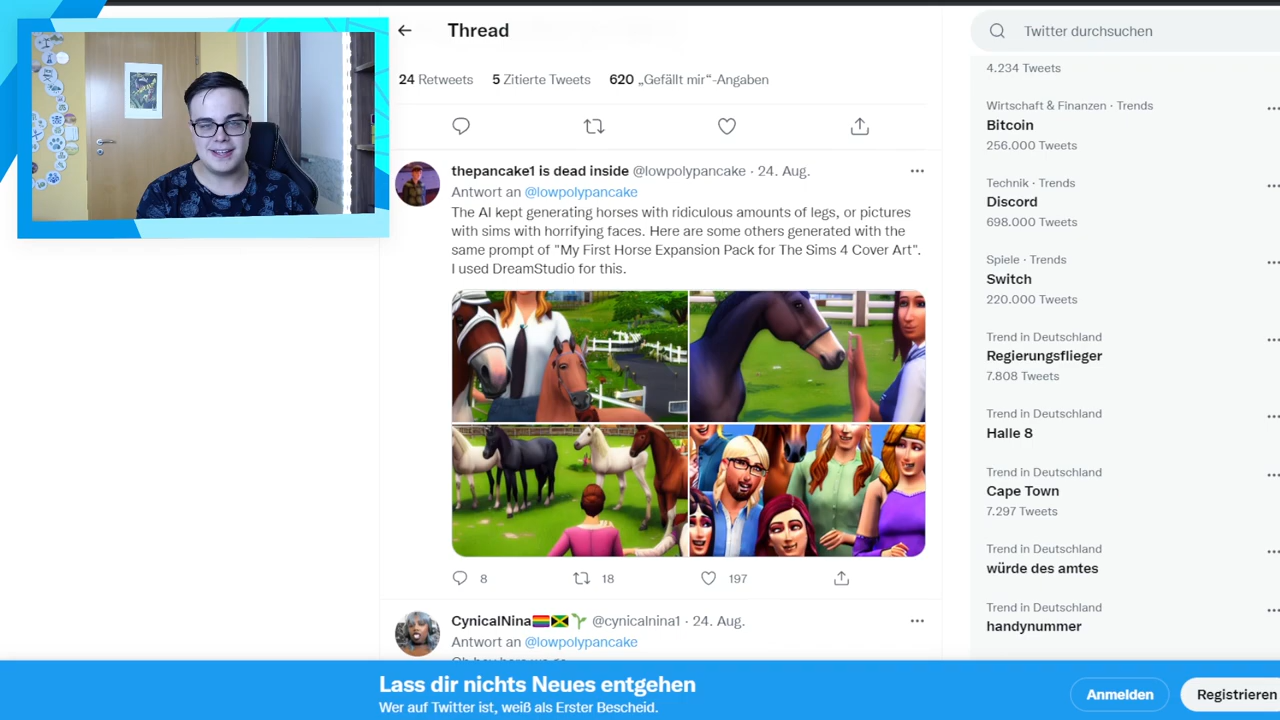 Thread
24 Retweets 5 Zitierte Tweets 620 „Gefällt mir“-Angaben
thepancake1 is dead inside @lowpolypancake · 24. Aug.
Antwort an @lowpolypancake
The AI kept generating horses with ridiculous amounts of legs, or pictures
with sims with horrifying faces. Here are some others generated with the
same prompt of "My First Horse Expansion Pack for The Sims 4 Cover Art".
I used DreamStudio for this.
8 18 197
CynicalNina @cynicalnina1 · 24. Aug.
Antwort an @lowpolypancake
Twitter durchsuchen
4.234 Tweets
Wirtschaft & Finanzen · Trends
Bitcoin
256.000 Tweets
Technik · Trends
Discord
698.000 Tweets
Spiele · Trends
Switch
220.000 Tweets
Trend in Deutschland
Regierungsflieger
7.808 Tweets
Trend in Deutschland
Halle 8
Trend in Deutschland
Cape Town
7.297 Tweets
Trend in Deutschland
würde des amtes
Trend in Deutschland
handynummer
Lass dir nichts Neues entgehen
Wer auf Twitter ist, weiß als Erster Bescheid.
Anmelden
Registrieren